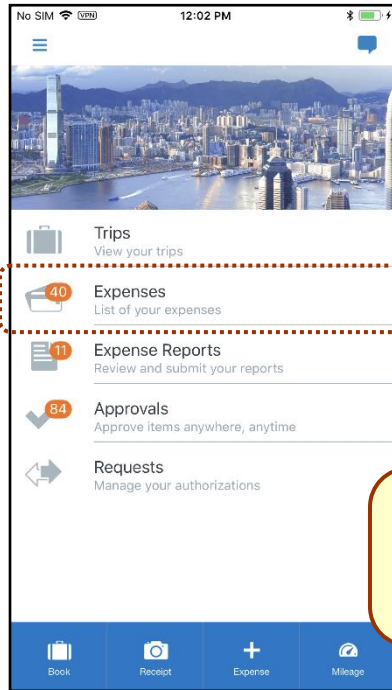 No SIM VPN 12:02 PM
Trips
View your trips
40
Expenses
List of your expenses
11
Expense Reports
Review and submit your reports
84
Approvals
Approve items anywhere, anytime
Requests
Manage your authorizations
Book Receipt Expense Mileage